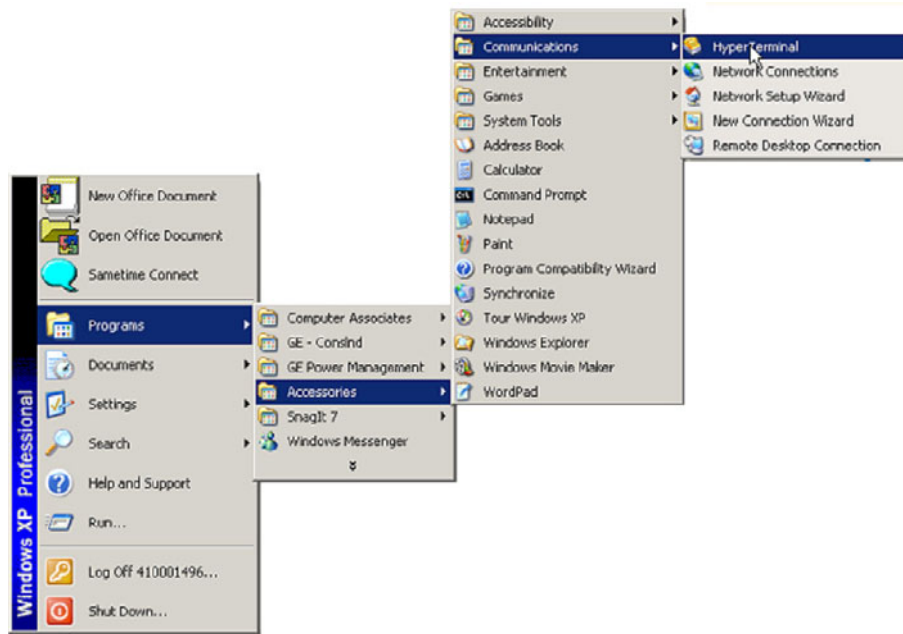 New Office Document
Open Office Document
Sametime Connect
Programs
Documents
Settings
Search
Help and Support
Run...
Log Off 410001496...
Shut Down...
Windows XP Professional
Computer Associates
GE - ConsInd
GE Power Management
Accessories
SnagIt 7
Windows Messenger
Accessibility
Communications
Entertainment
Games
System Tools
Address Book
Calculator
Command Prompt
Notepad
Paint
Program Compatibility Wizard
Synchronize
Tour Windows XP
Windows Explorer
Windows Movie Maker
WordPad
HyperTerminal
Network Connections
Network Setup Wizard
New Connection Wizard
Remote Desktop Connection